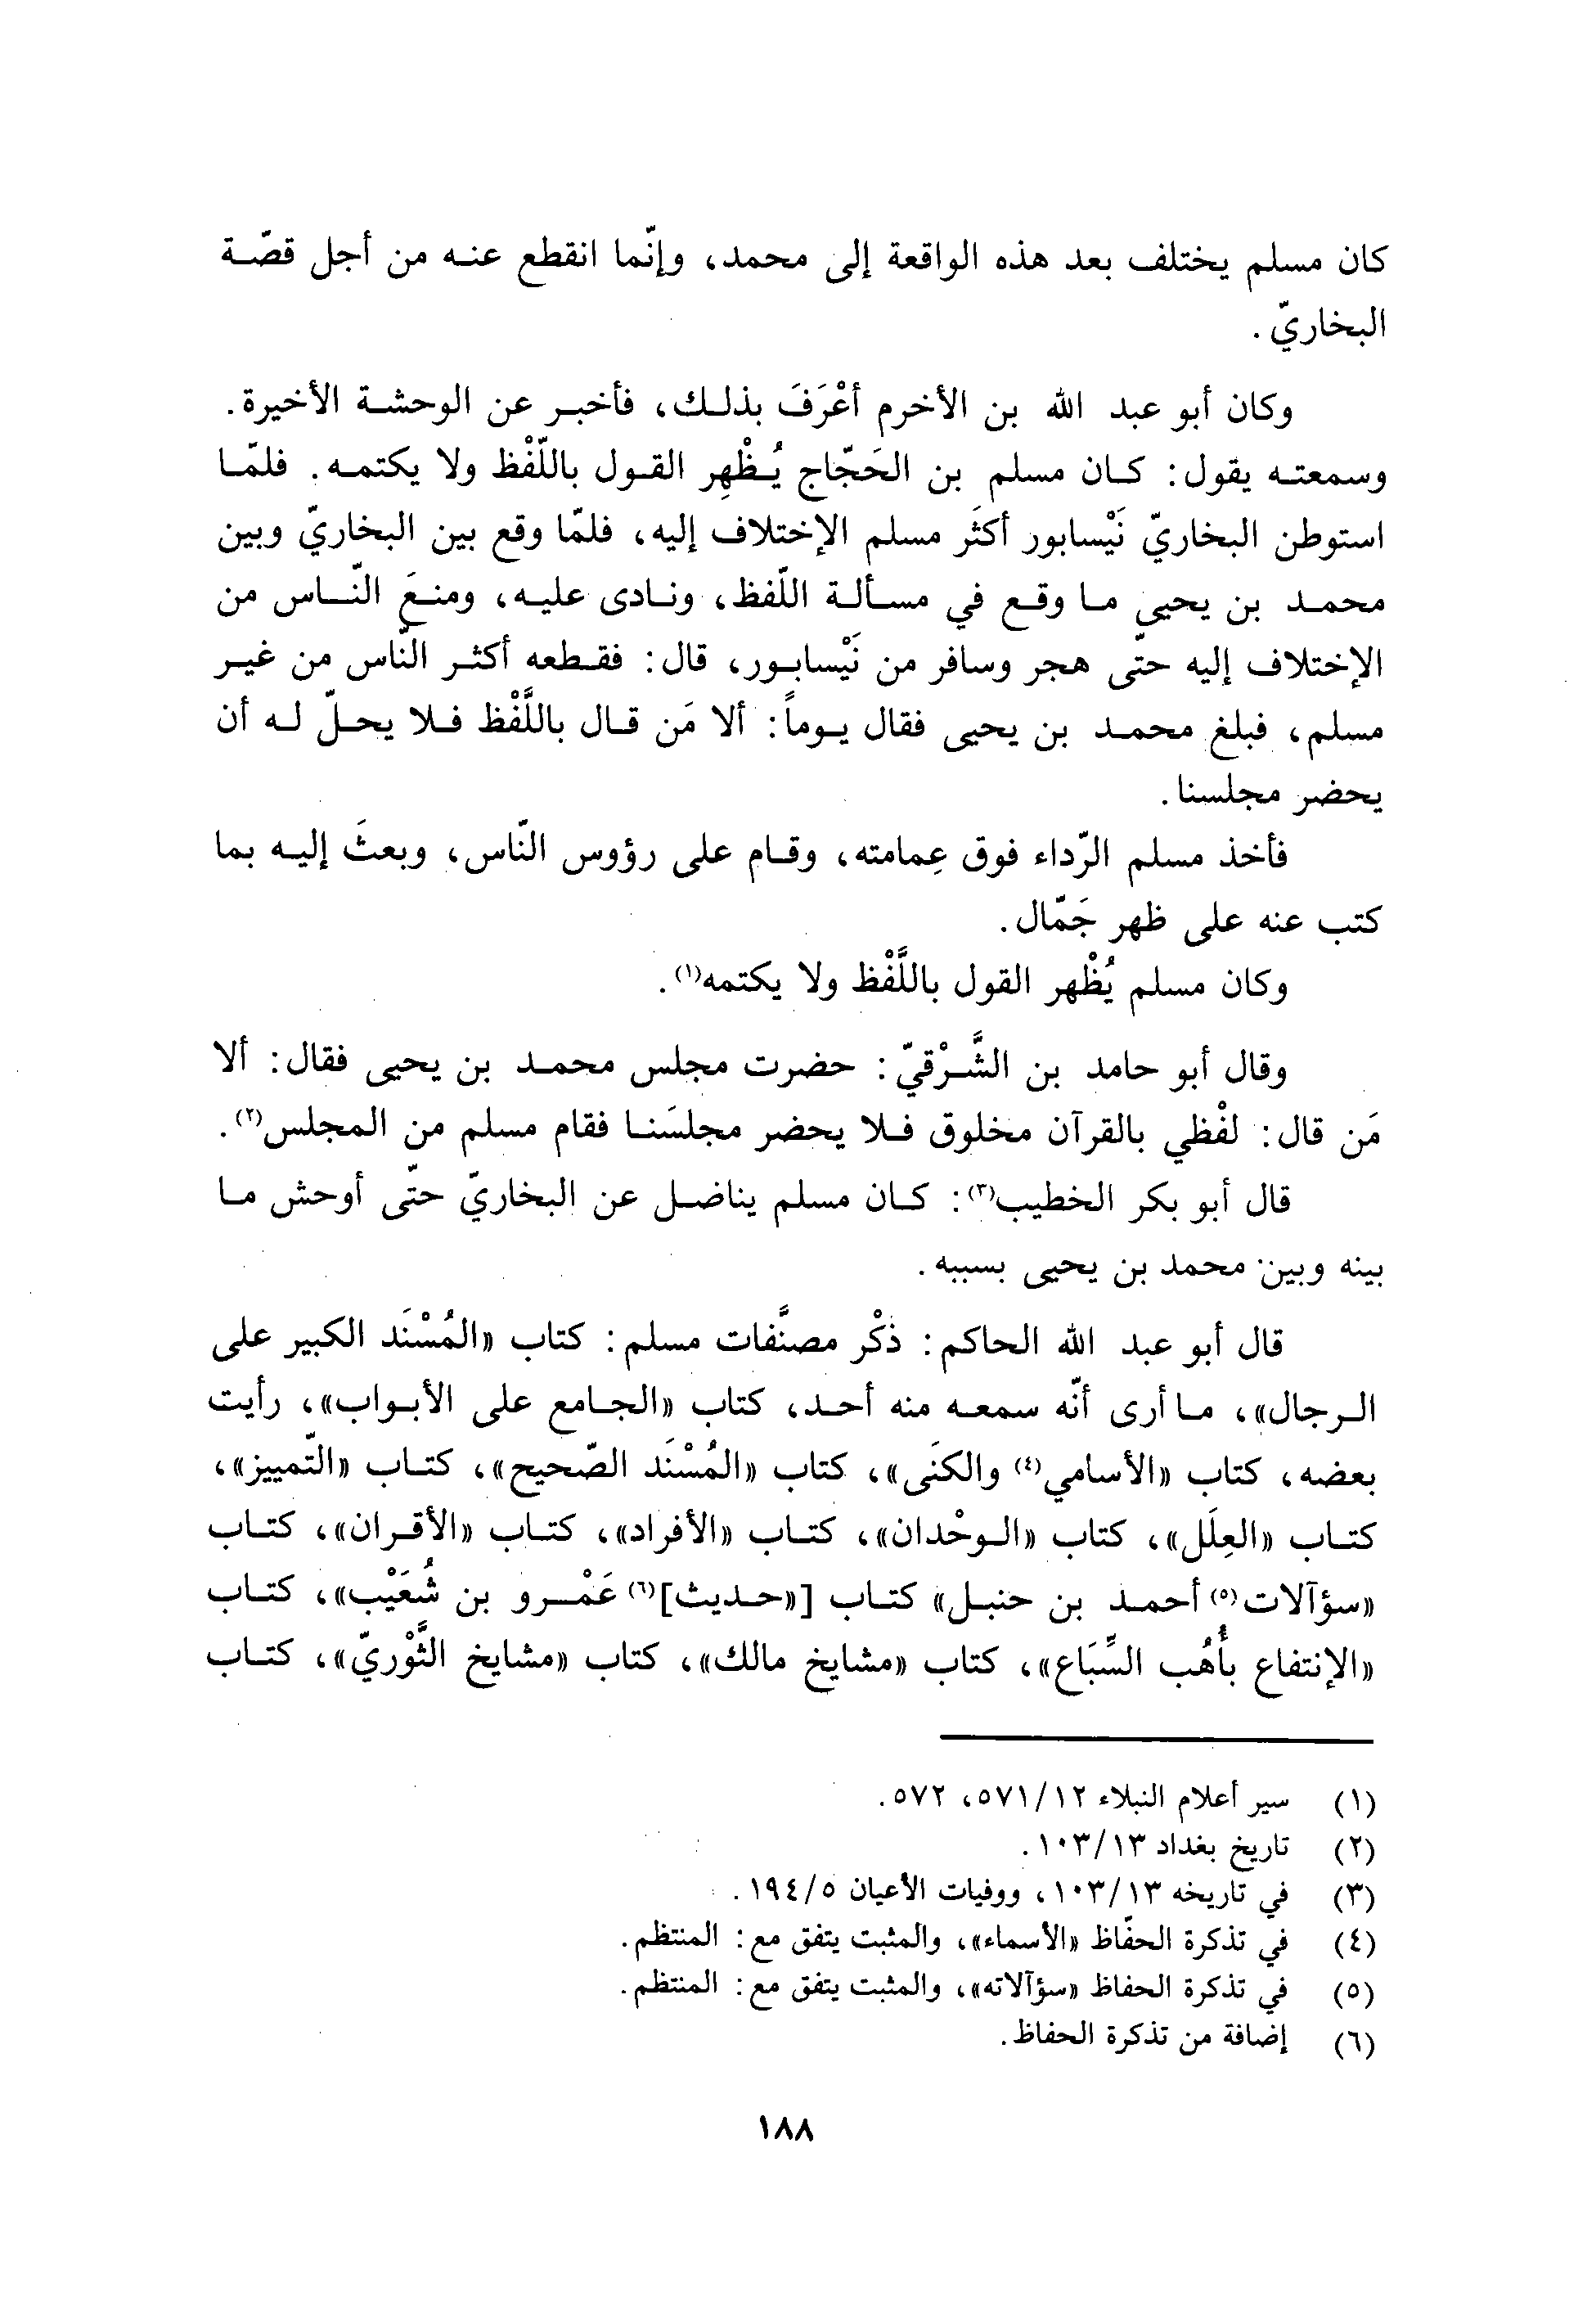 كان مسلم يختلف بعد هذه الواقعة إلى محمد، وإنّما انقطع عنه من أجل قصّة
البخاريّ.
وكان أبو عبد الله بن الأخرم أعْرَفَ بذلك، فأخبر عن الوحشة الأخيرة.
وسمعته يقول: كان مسلم بن الحَجّاج يُظْهِر القول باللّفْظ ولا يكتمه. فلمّا
استوطن البخاريّ نَيْسابور أكثَر مسلم الإختلاف إليه، فلمّا وقع بين البخاريّ وبين
محمد بن يحيى ما وقع في مسألة اللّفظ، ونادى عليه، ومنعَ النّاس من
الإختلاف إليه حتّى هجر وسافر من نَيْسابور، قال: فقطعه أكثر النّاس من غير
مسلم، فبلغ محمد بن يحيى فقال يوماً: ألا مَن قال باللَّفْظ فلا يحلّ له أن
يحضر مجلسنا.
فأخذ مسلم الرّداء فوق عِمامته، وقام على رؤوس النّاس، وبعثَ إليه بما
كتب عنه على ظهر جَمّال.
وكان مسلم يُظْهر القول باللَّفْظ ولا يكتمه(١).
وقال أبو حامد بن الشَّرْقيّ: حضرت مجلس محمد بن يحيى فقال: ألا
مَن قال: لفْظي بالقرآن مخلوق فلا يحضر مجلسَنا فقام مسلم من المجلس(٢).
قال أبو بكر الخطيب(٣): كان مسلم يناضل عن البخاريّ حتّى أوحش ما
بينه وبين محمد بن يحيى بسببه.
قال أبو عبد الله الحاكم: ذكْر مصنَّفات مسلم: كتاب «المُسْنَد الكبير على
الرجال»، ما أرى أنّه سمعه منه أحد، كتاب «الجامع على الأبواب»، رأيت
بعضه، كتاب «الأسامي(٤) والكنَى»، كتاب «المُسْنَد الصّحيح»، كتاب «التّمييز»،
كتاب «العِلَل»، كتاب «الوحْدان»، كتاب «الأفراد»، كتاب «الأقران»، كتاب
«سؤآلات(٥) أحمد بن حنبل» كتاب [«حديث](٦) عَمْرو بن شُعَيْب»، كتاب
«الإنتفاع بأُهُب السِّبَاع»، كتاب «مشايخ مالك»، كتاب «مشايخ الثَّوْريّ»، كتاب
(١) سير أعلام النبلاء ١٢/٥٧١، ٥٧٢.
(٢) تاريخ بغداد ١٣/١٠٣.
(٣) في تاريخه ١٣/١٠٣، ووفيات الأعيان ٥/١٩٤.
(٤) في تذكرة الحفّاظ «الأسماء»، والمثبت يتفق مع: المنتظم.
(٥) في تذكرة الحفاظ «سؤآلاته»، والمثبت يتفق مع: المنتظم.
(٦) إضافة من تذكرة الحفاظ.
١٨٨